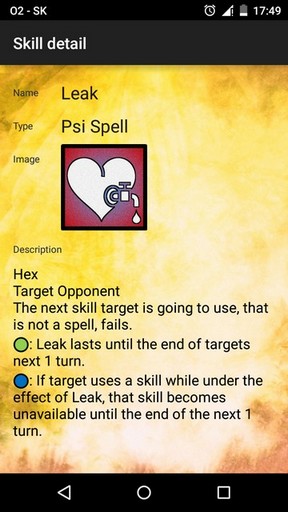 O2 - SK 17:49
Skill detail
Name Leak
Type Psi Spell
Image
Description
Hex
Target Opponent
The next skill target is going to use, that
is not a spell, fails.
: Leak lasts until the end of targets
next 1 turn.
: If target uses a skill while under the
effect of Leak, that skill becomes
unavailable until the end of the next 1
turn.